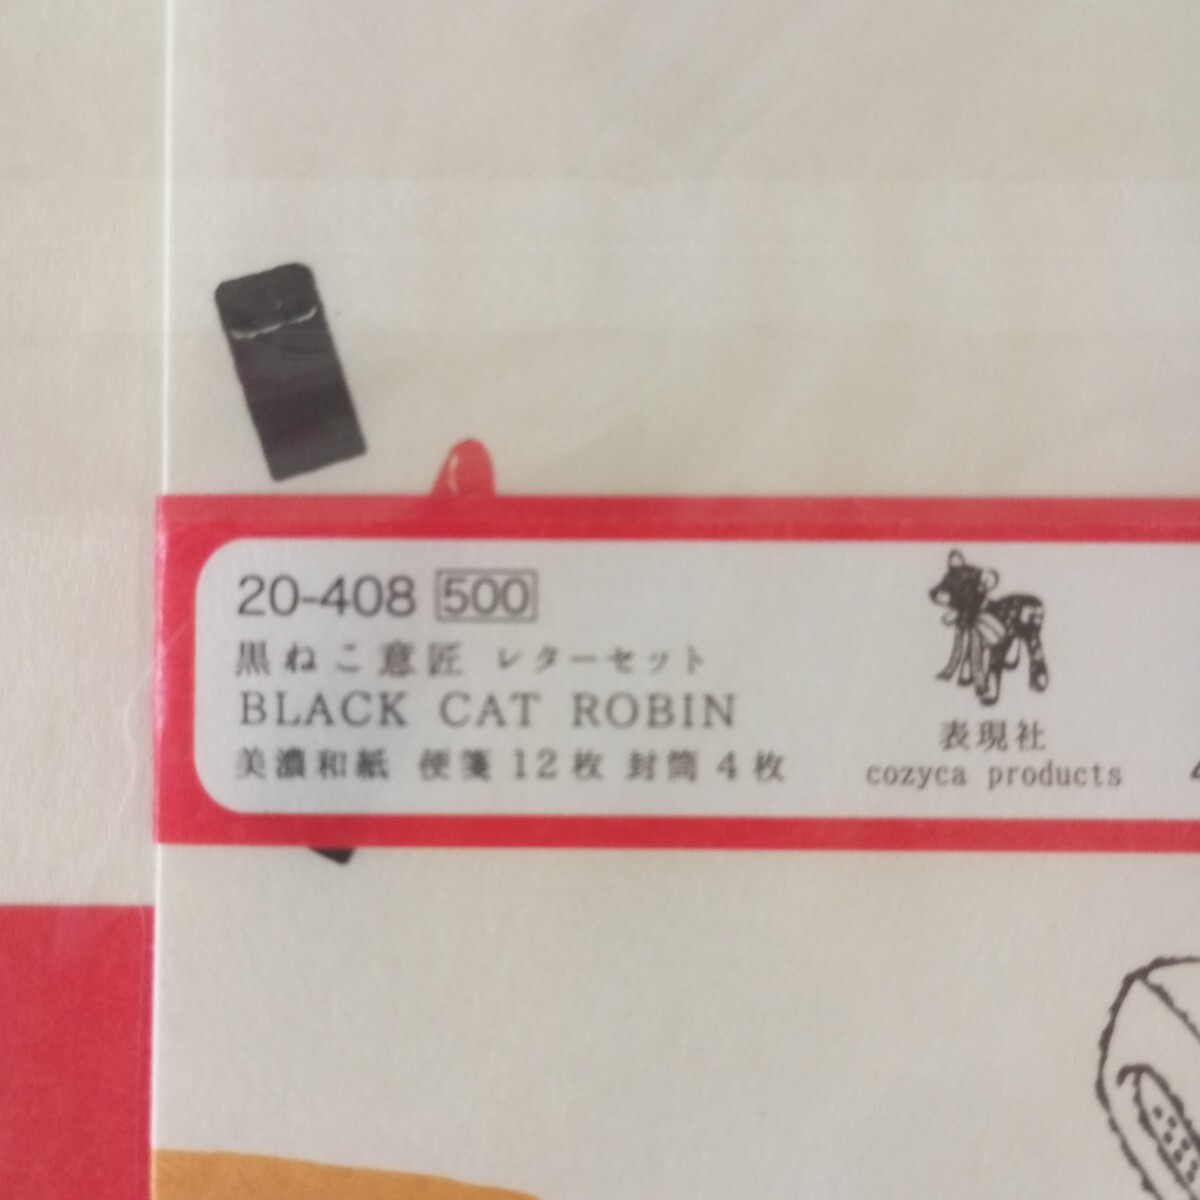 20-408 500
黒ねこ意匠 レターセット
BLACK CAT ROBIN
美濃和紙 便箋12枚 封筒4枚
表現社
cozyca products